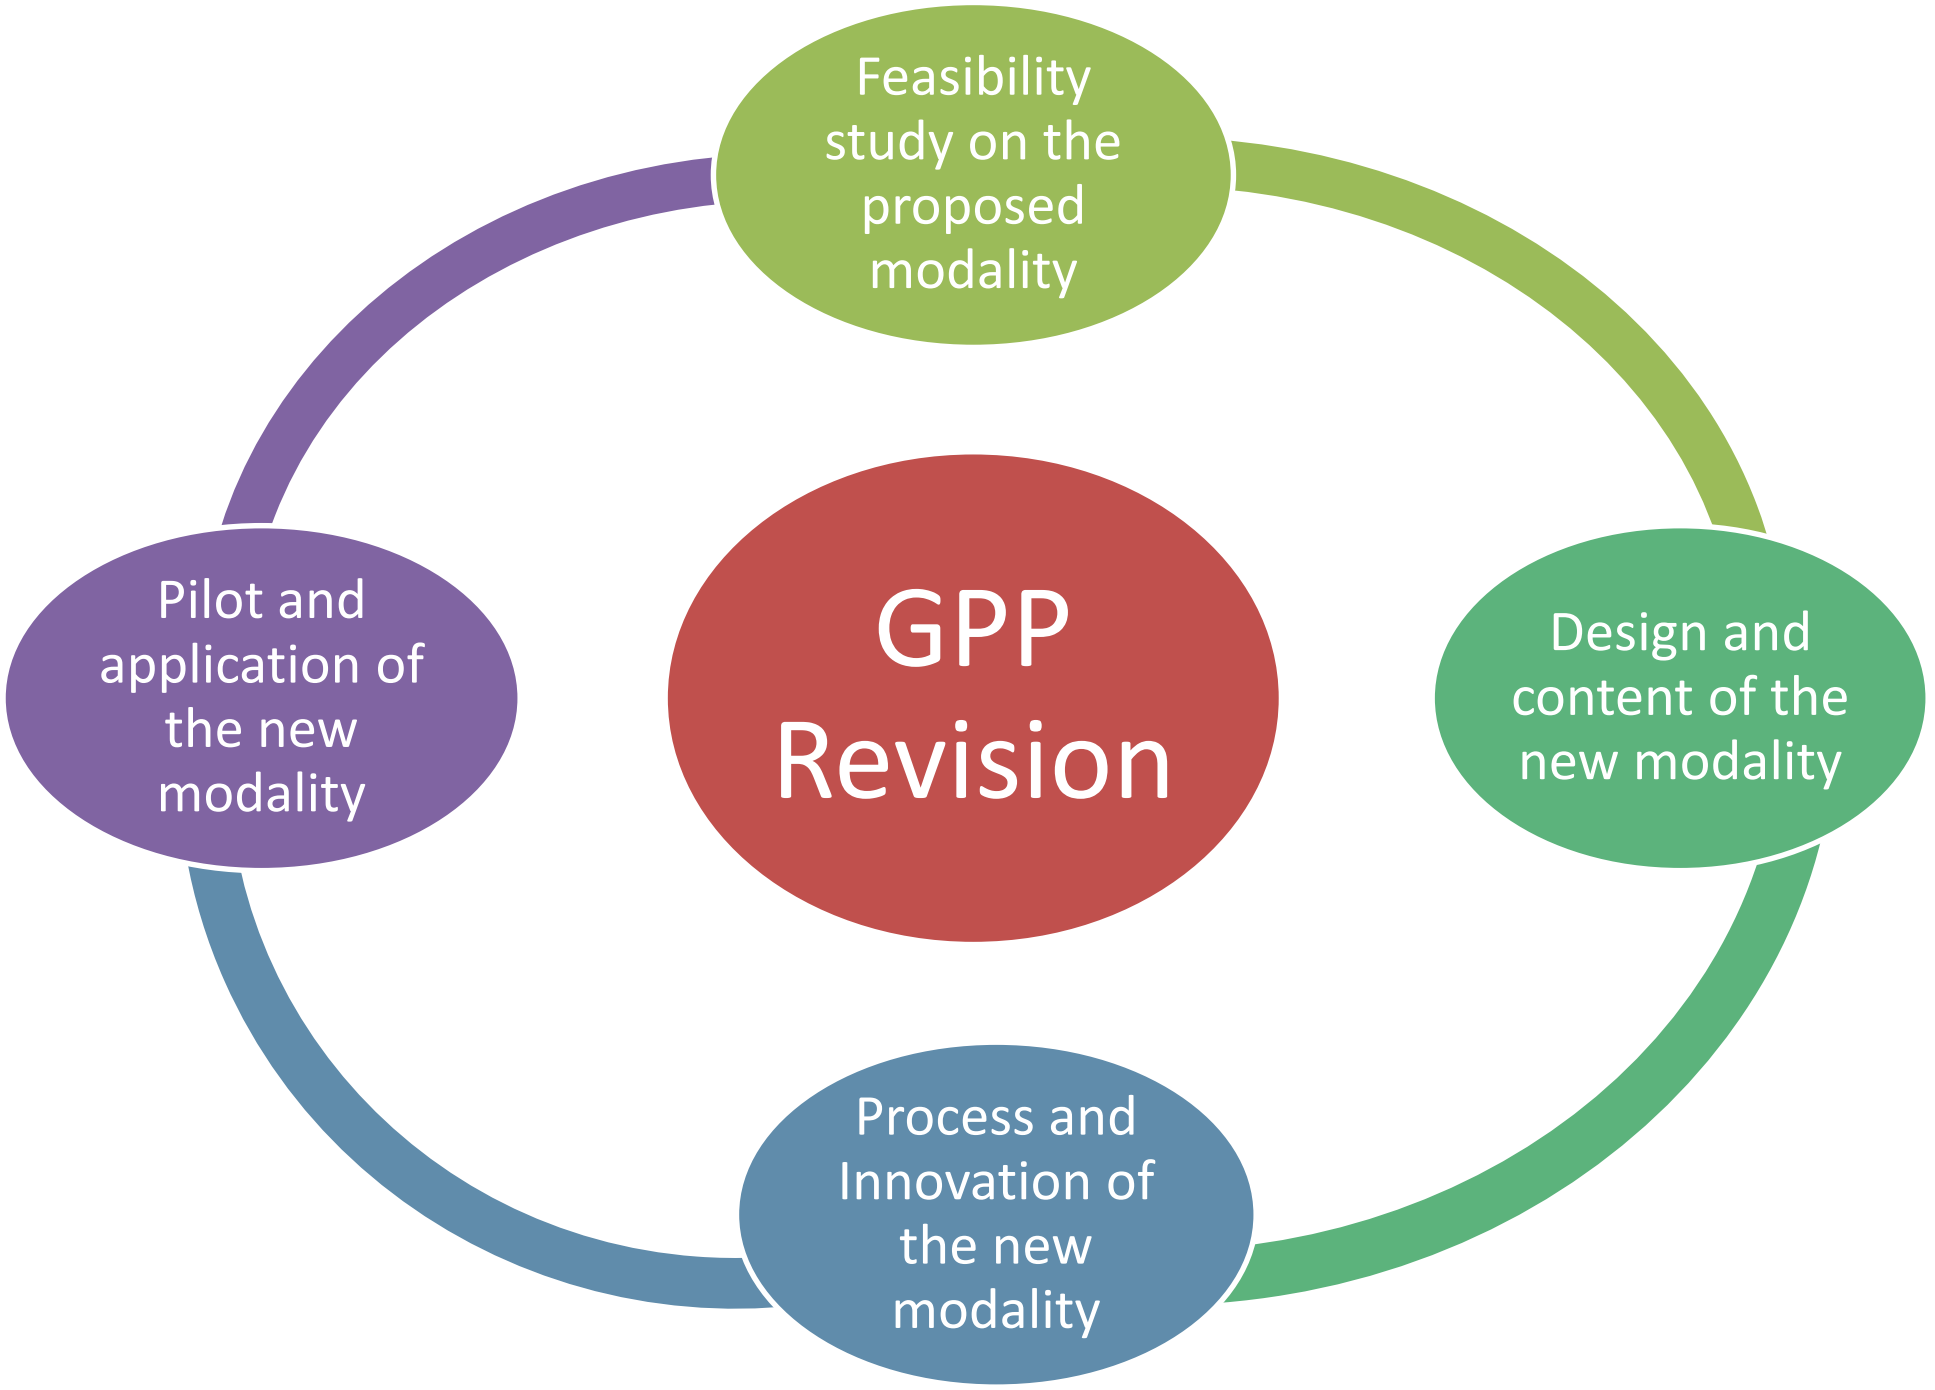 Feasibility
study on the
proposed
modality
Pilot and
application of
the new
modality
GPP
Revision
Design and
content of the
new modality
Process and
Innovation of
the new
modality